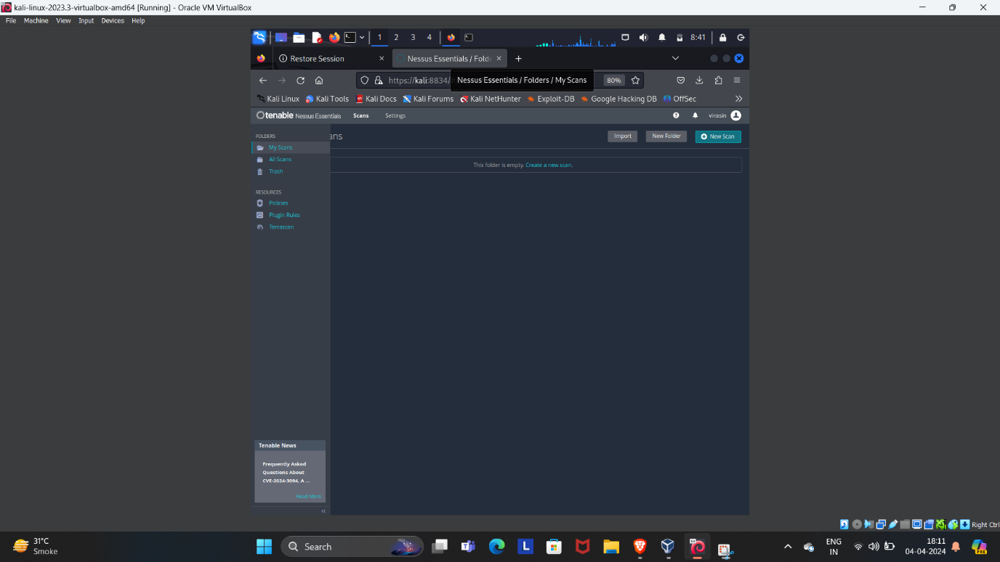 kali-linux-2023.3-virtualbox-amd64 [Running] - Oracle VM VirtualBox
File Machine View Input Devices Help
1 2 3 4 8:41
Restore Session
Nessus Essentials / Folde
https://kali:8834/
Nessus Essentials / Folders / My Scans
80%
Kali Linux Kali Tools Kali Docs Kali Forums Kali NetHunter Exploit-DB Google Hacking DB OffSec
tenable Nessus Essentials Scans Settings vinxsin
FOLDERS
My Scans
All Scans
Trash
RESOURCES
Policies
Plugin Rules
Terrascan
ans
Import New Folder New Scan
This folder is empty. Create a new scan.
Tenable News
Frequently Asked
Questions About
CVE-2024-3094, A ...
Read More
Right Ctrl
31°C
Smoke
Search
L
ENG
IN
18:11
04-04-2024
PRE